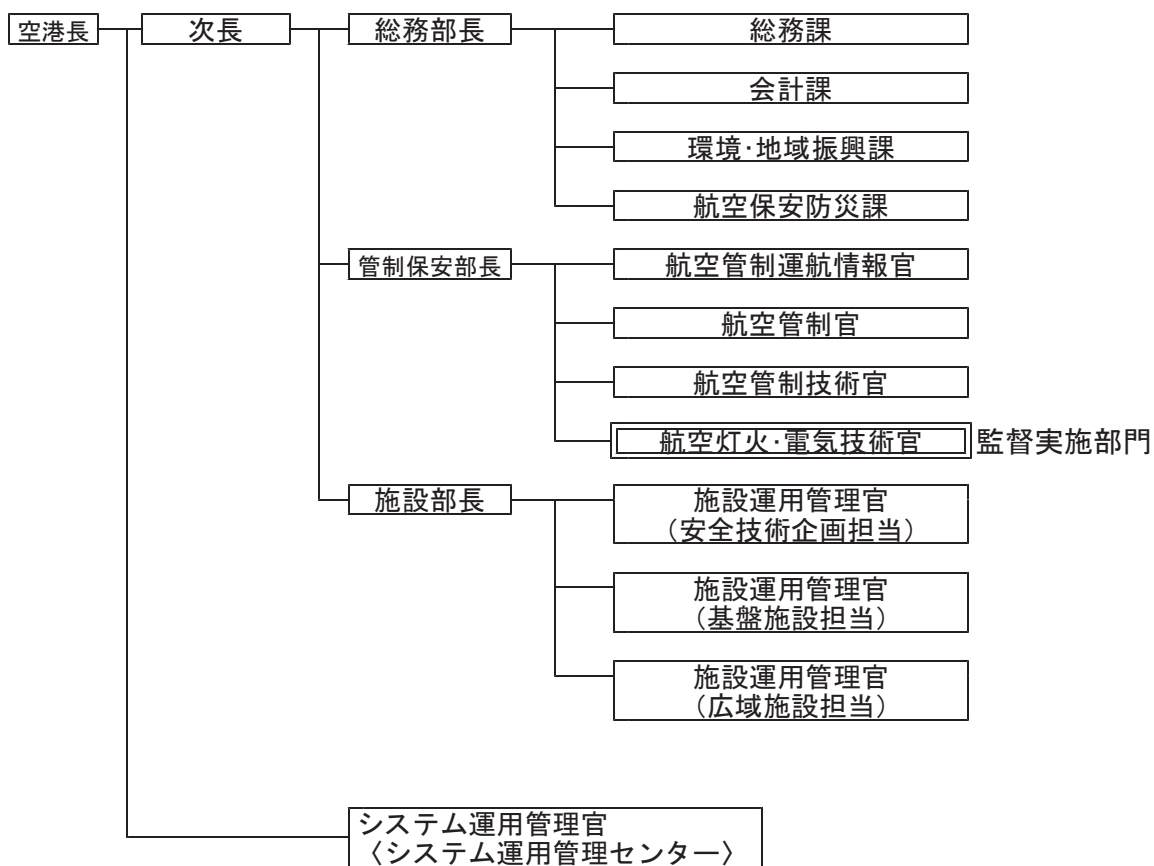 空港長
次長
総務部長
総務課
会計課
環境・地域振興課
航空保安防災課
管制保安部長
航空管制運航情報官
航空管制官
航空管制技術官
航空灯火・電気技術官
監督実施部門
施設部長
施設運用管理官
（安全技術企画担当）
施設運用管理官
（基盤施設担当）
施設運用管理官
（広域施設担当）
システム運用管理官
〈システム運用管理センター〉